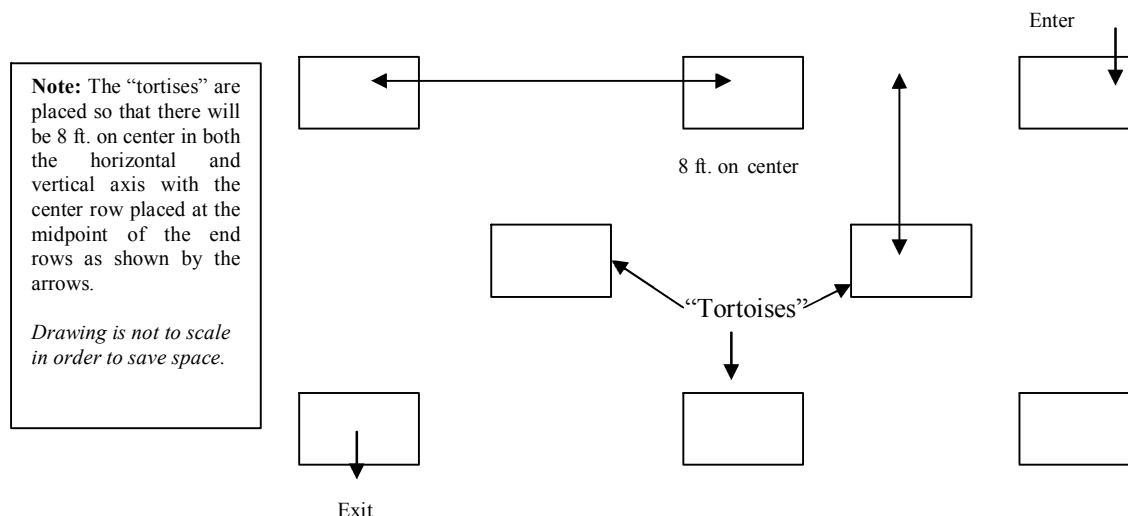 Enter
Note: The “tortises” are
placed so that there will
be 8 ft. on center in both
the horizontal and
vertical axis with the
center row placed at the
midpoint of the end
rows as shown by the
arrows.
Drawing is not to scale
in order to save space.
8 ft. on center
“Tortoises”
Exit